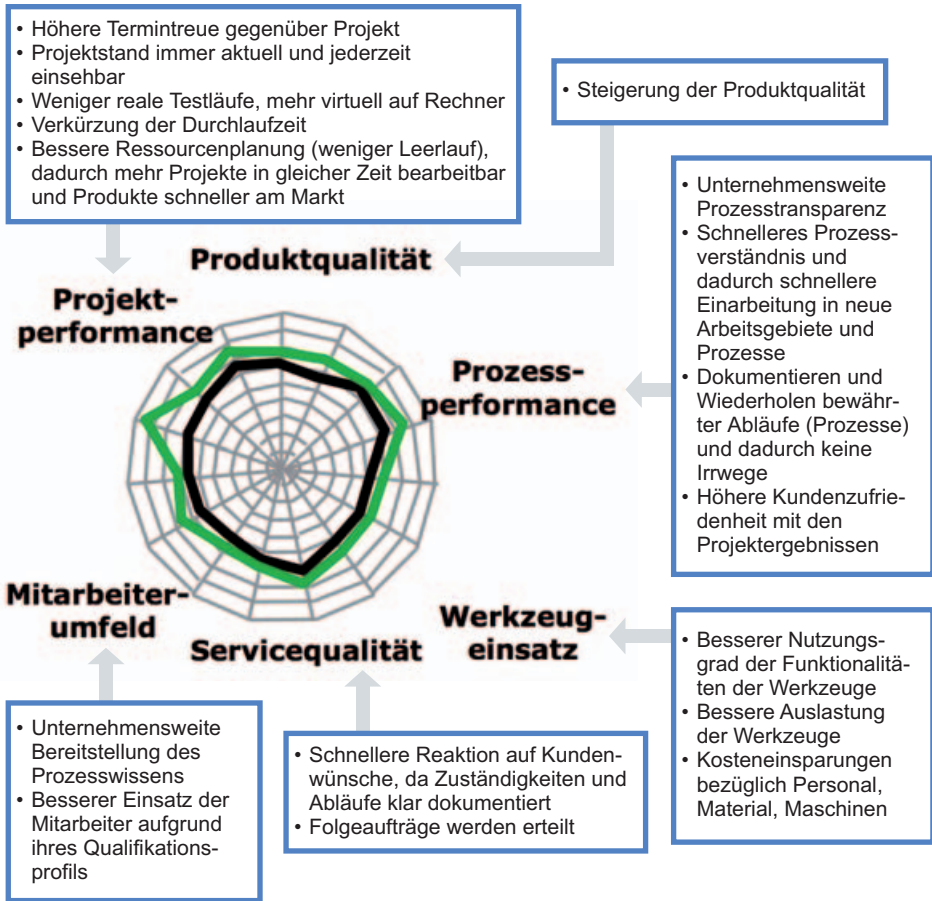 • Höhere Termintreue gegenüber Projekt
• Projektstand immer aktuell und jederzeit
einsehbar
• Weniger reale Testläufe, mehr virtuell auf Rechner
• Verkürzung der Durchlaufzeit
• Bessere Ressourcenplanung (weniger Leerlauf),
dadurch mehr Projekte in gleicher Zeit bearbeitbar
und Produkte schneller am Markt
• Steigerung der Produktqualität
• Unternehmensweite
Prozesstransparenz
• Schnelleres Prozess-
verständnis und
dadurch schnellere
Einarbeitung in neue
Arbeitsgebiete und
Prozesse
• Dokumentieren und
Wiederholen bewähr-
ter Abläufe (Prozesse)
und dadurch keine
Irrwege
• Höhere Kundenzufrie-
denheit mit den
Projektergebnissen
Produktqualität
Projekt-
performance
Prozess-
performance
Mitarbeiter-
umfeld
Servicequalität
Werkzeug-
einsatz
• Unternehmensweite
Bereitstellung des
Prozesswissens
• Besserer Einsatz der
Mitarbeiter aufgrund
ihres Qualifikations-
profils
• Schnellere Reaktion auf Kunden-
wünsche, da Zuständigkeiten und
Abläufe klar dokumentiert
• Folgeaufträge werden erteilt
• Besserer Nutzungs-
grad der Funktionalitä-
ten der Werkzeuge
• Bessere Auslastung
der Werkzeuge
• Kosteneinsparungen
bezüglich Personal,
Material, Maschinen